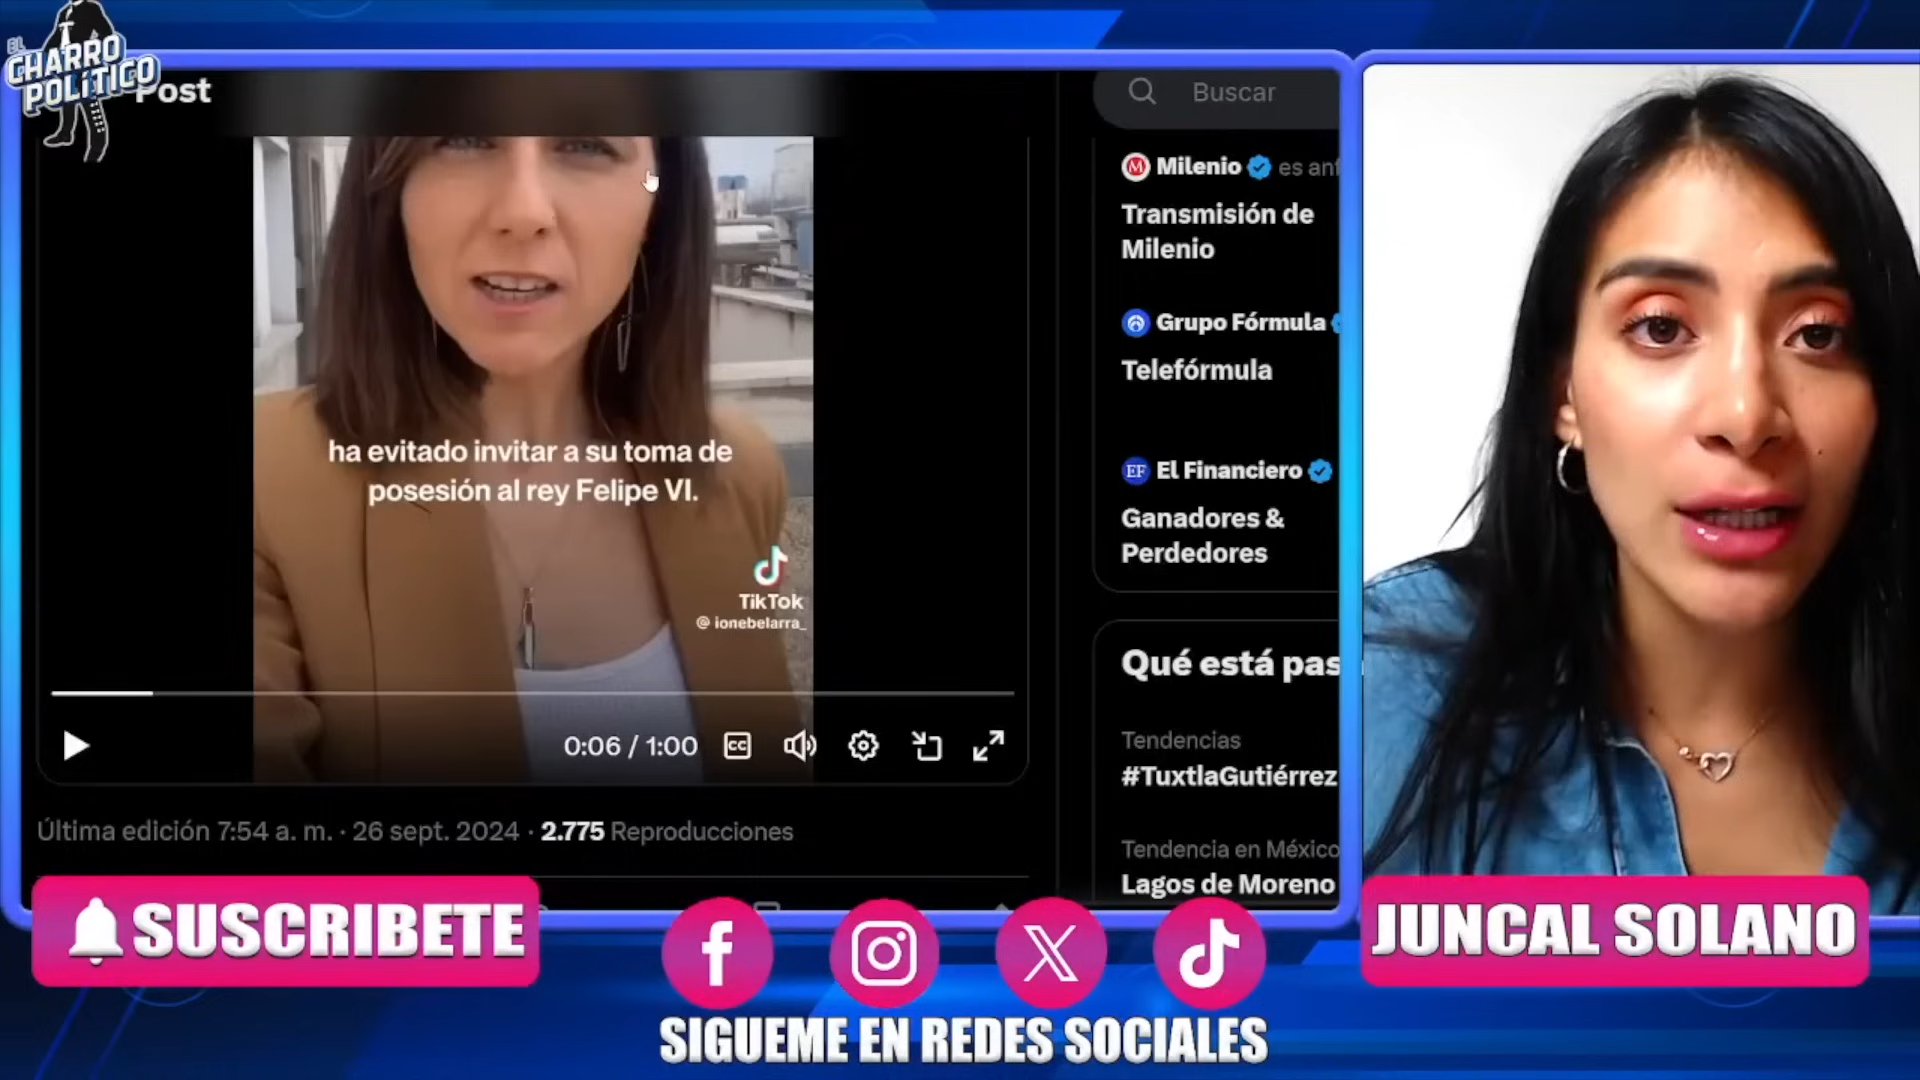 EL
CHARRO
POLÍTICO
Post
ha evitado invitar a su toma de
posesión al rey Felipe VI.
TikTok
@ ionebelarra_
0:06 / 1:00
CC
Última edición 7:54 a. m. · 26 sept. 2024 · 2.775 Reproducciones
Buscar
M Milenio es anf
Transmisión de
Milenio
Grupo Fórmula
Telefórmula
EF El Financiero
Ganadores &
Perdedores
Qué está pas
Tendencias
#TuxtlaGutiérrez
Tendencia en México
Lagos de Moreno
SUSCRIBETE
JUNCAL SOLANO
SIGUEME EN REDES SOCIALES